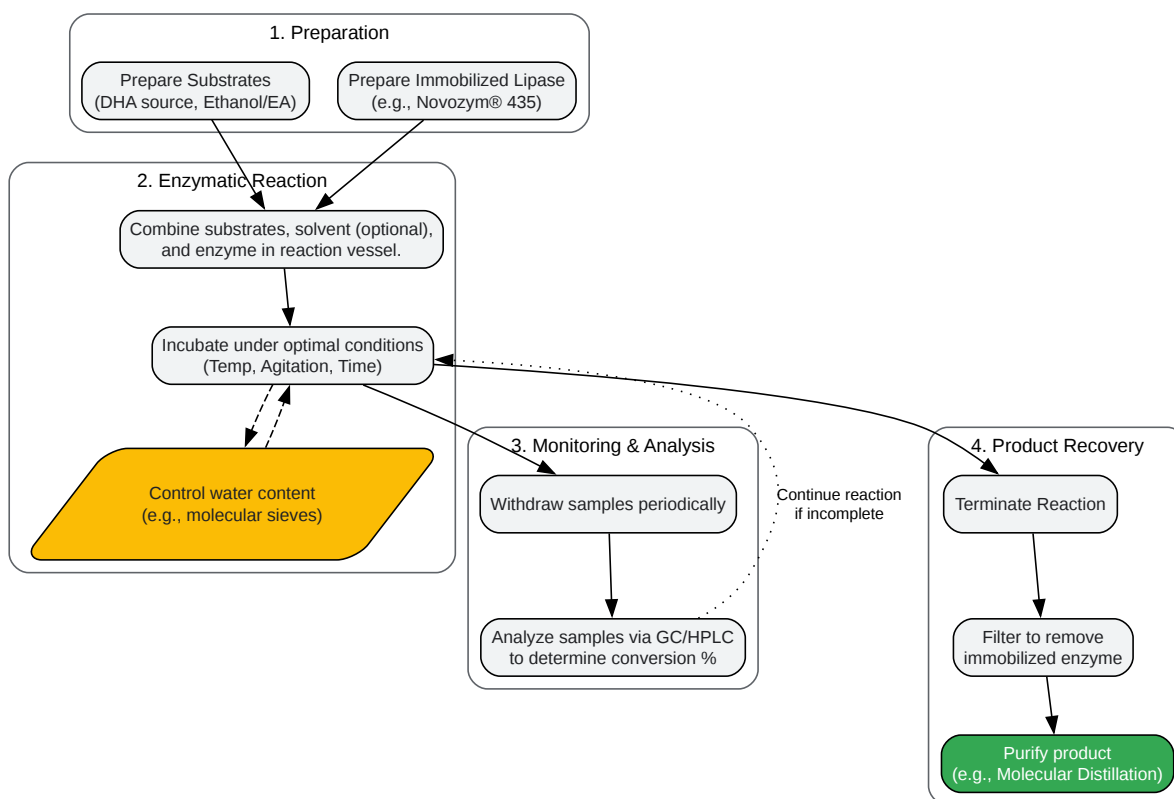 1. Preparation
Prepare Substrates
(DHA source, Ethanol/EA)
Prepare Immobilized Lipase
(e.g., Novozym® 435)
2. Enzymatic Reaction
Combine substrates, solvent (optional),
and enzyme in reaction vessel.
Incubate under optimal conditions
(Temp, Agitation, Time)
Control water content
(e.g., molecular sieves)
3. Monitoring & Analysis
Withdraw samples periodically
Analyze samples via GC/HPLC
to determine conversion %
Continue reaction
if incomplete
4. Product Recovery
Terminate Reaction
Filter to remove
immobilized enzyme
Purify product
(e.g., Molecular Distillation)